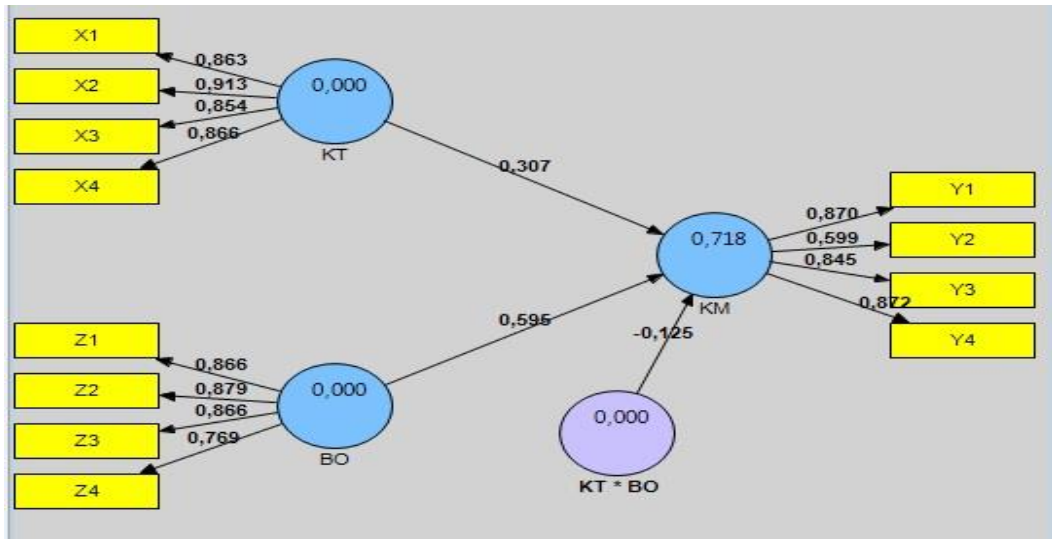 X1
0,863
X2
0,913
0,854
X3
0,866
X4
0,000
KT
0,307
0,718
KM
Y1
0,870
0,599
Y2
0,845
Y3
0,872
Y4
Z1
0,866
Z2
0,879
0,866
Z3
0,769
Z4
0,000
BO
0,595
-0,125
0,000
KT * BO